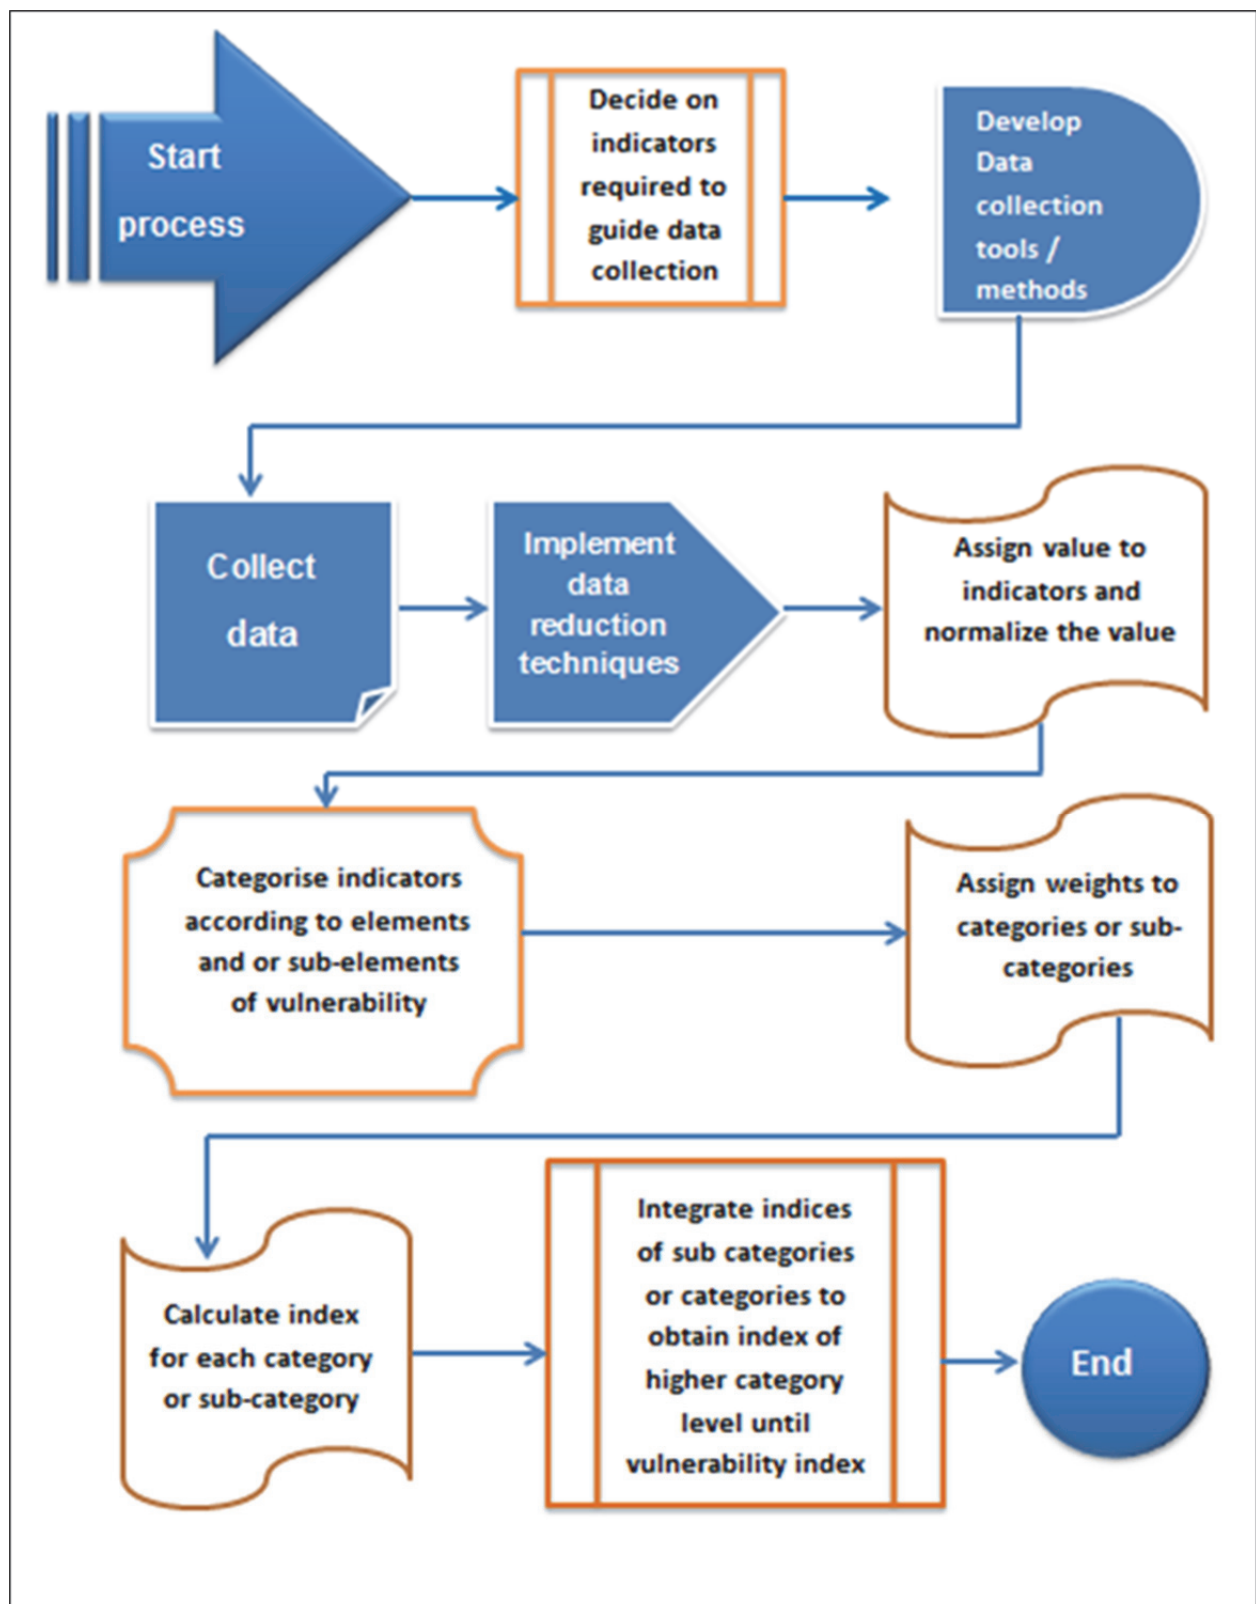 Start
process
Decide on
indicators
required to
guide data
collection
Develop
Data
collection
tools /
methods
Collect
data
Implement
data
reduction
techniques
Assign value to
indicators and
normalize the value
Categorise indicators
according to elements
and or sub-elements
of vulnerability
Assign weights to
categories or sub-
categories
Calculate index
for each category
or sub-category
Integrate indices
of sub categories
or categories to
obtain index of
higher category
level until
vulnerability index
End